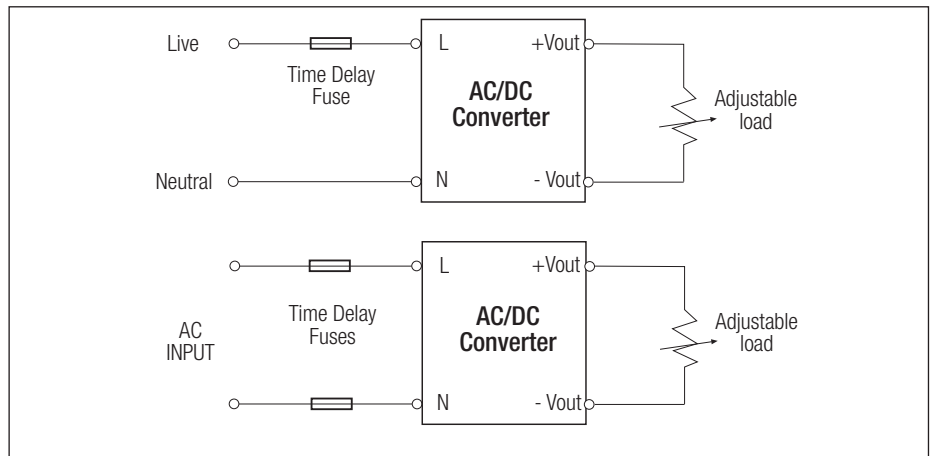 Live
L
+Vout
Time Delay
Fuse
AC/DC
Converter
Adjustable
load
Neutral
N
- Vout
L
+Vout
AC
INPUT
Time Delay
Fuses
AC/DC
Converter
Adjustable
load
N
- Vout